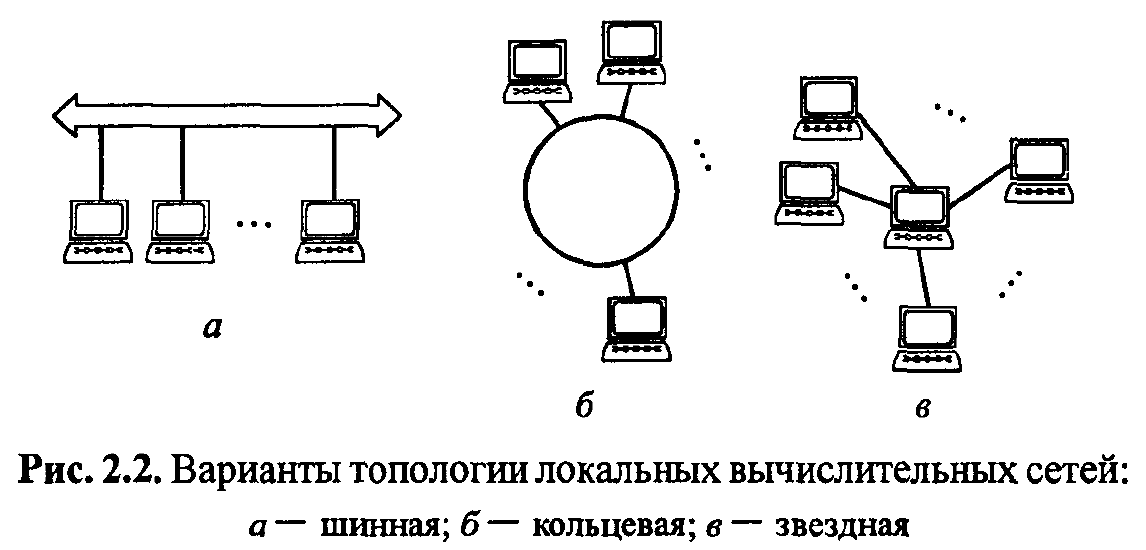 а
б
в
Рис. 2.2. Варианты топологии локальных вычислительных сетей:
а — шинная; б — кольцевая; в — звездная